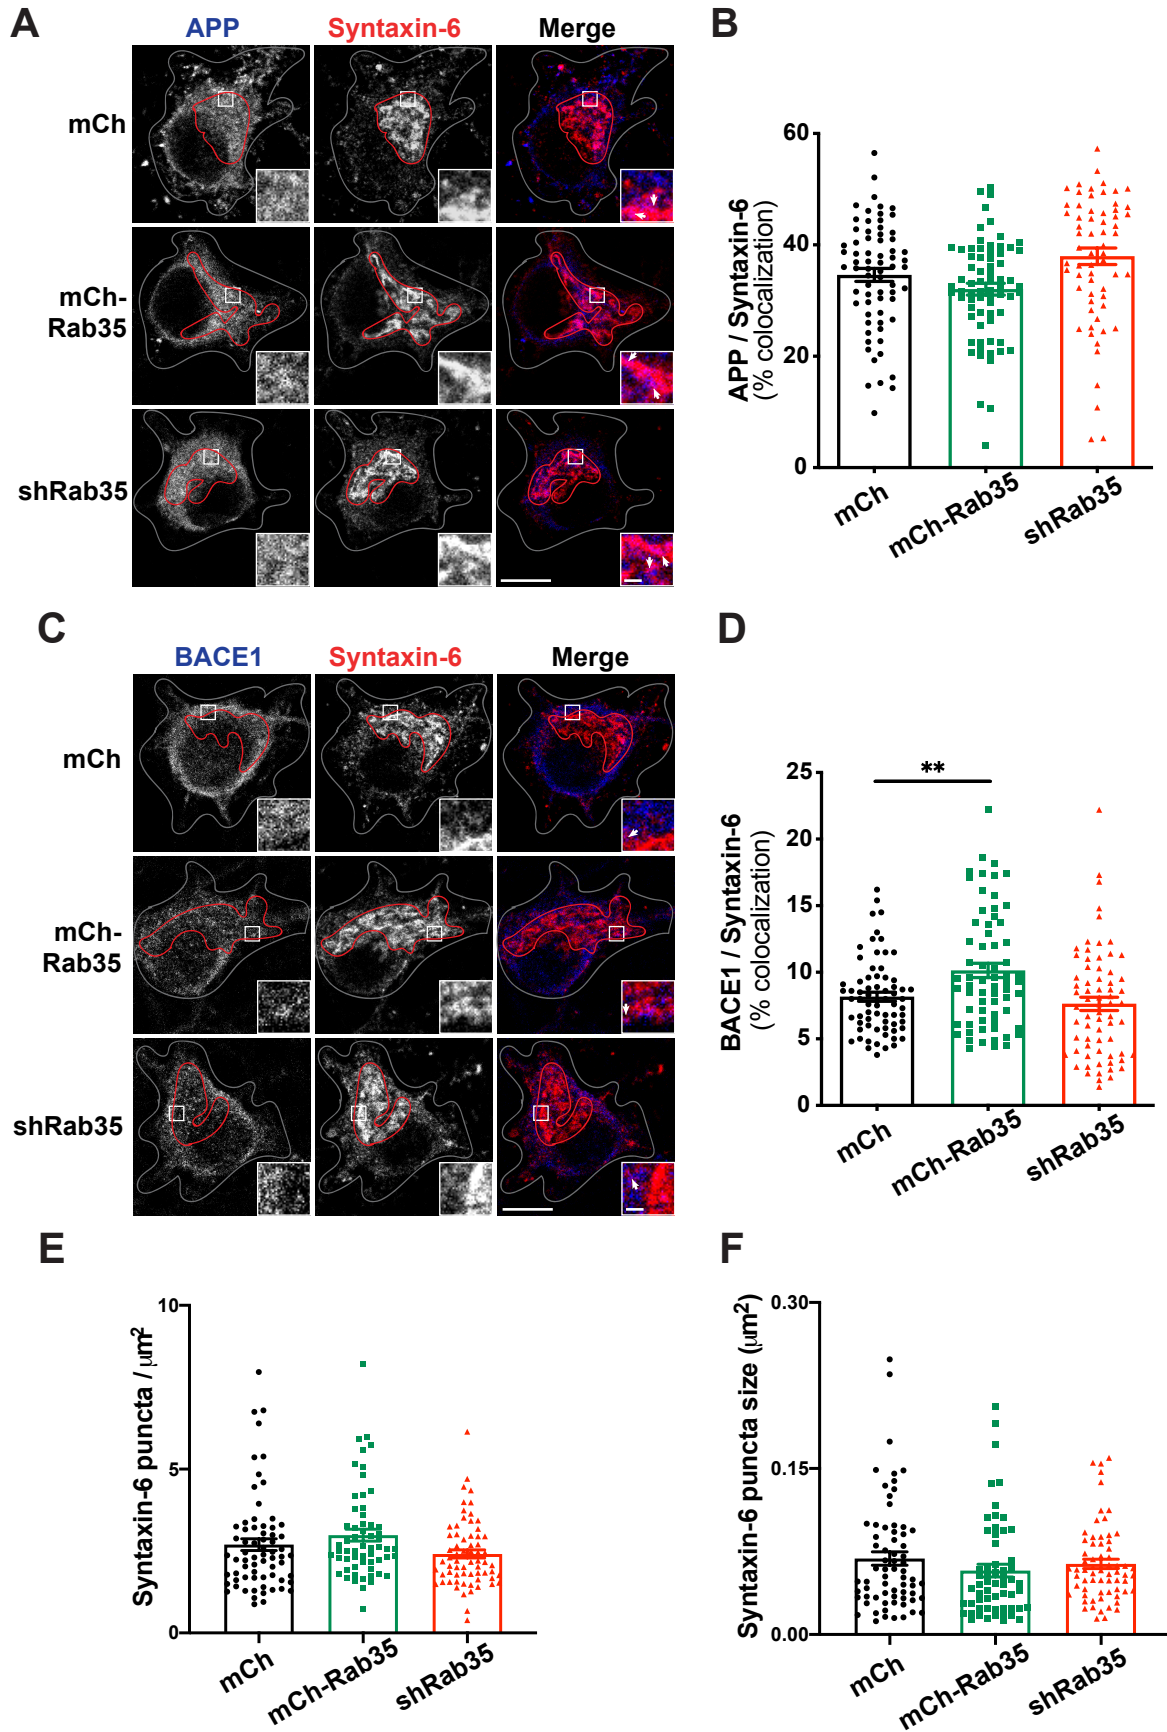 A
APP
Syntaxin-6
Merge
mCh
mCh-
Rab35
shRab35
B
APP / Syntaxin-6
(% colocalization)
60
40
20
0
mCh
mCh-Rab35
shRab35
C
BACE1
Syntaxin-6
Merge
mCh
mCh-
Rab35
shRab35
D
BACE1 / Syntaxin-6
(% colocalization)
25
20
15
10
5
0
**
mCh
mCh-Rab35
shRab35
E
Syntaxin-6 puncta / μm²
10
5
0
mCh
mCh-Rab35
shRab35
F
Syntaxin-6 puncta size (μm²)
0.30
0.15
0.00
mCh
mCh-Rab35
shRab35